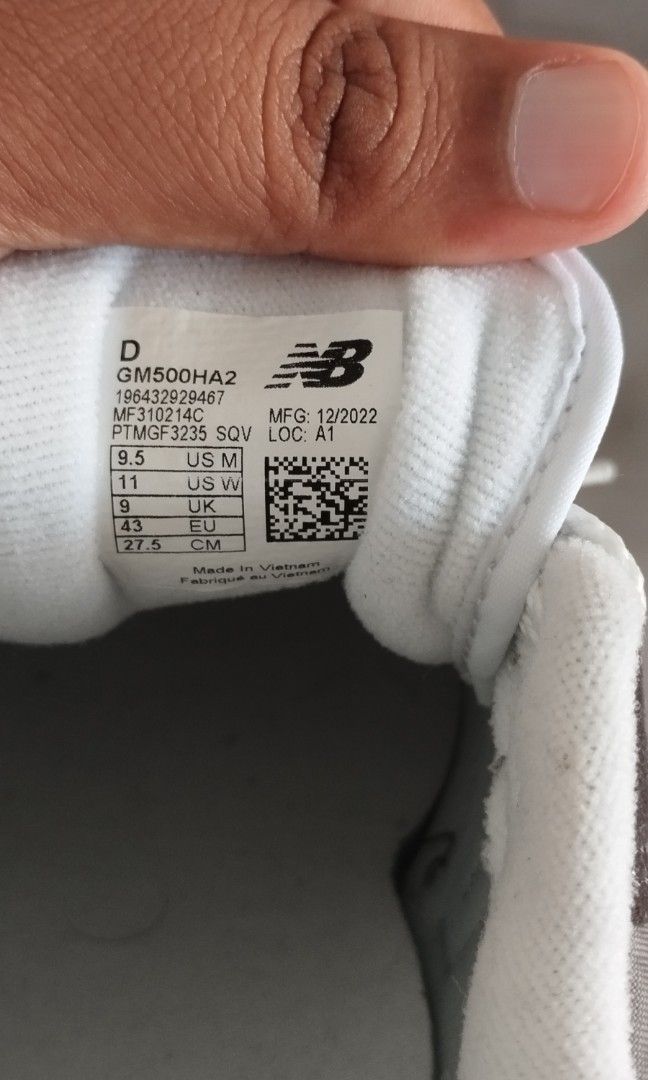 D
NB
GM500HA2
196432929467
MF310214C MFG: 12/2022
PTMGF3235 SQV LOC: A1
9.5 US M
11 US W
9 UK
43 EU
27.5 CM
Made In Vietnam
Fabriqué au Vietnam